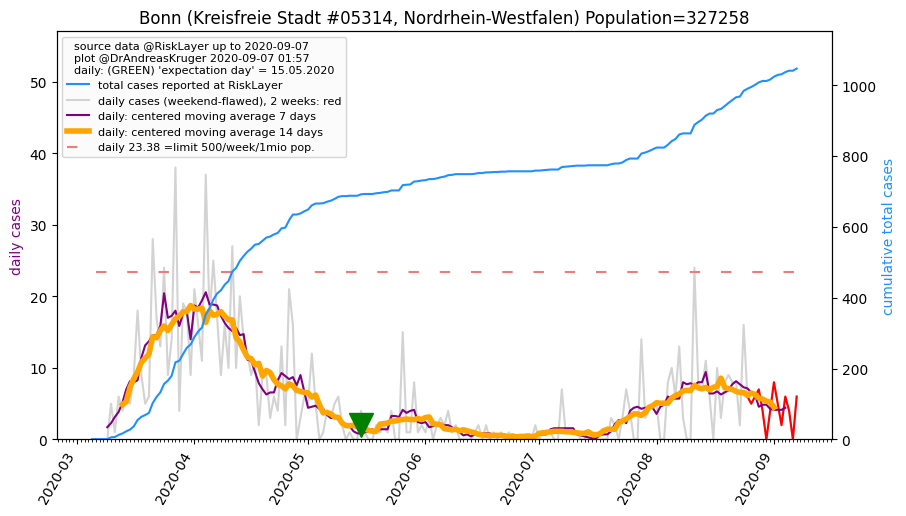 Bonn (Kreisfreie Stadt #05314, Nordrhein-Westfalen) Population=327258
source data @RiskLayer up to 2020-09-07
plot @DrAndreasKruger 2020-09-07 01:57
daily: (GREEN) 'expectation day' = 15.05.2020
total cases reported at RiskLayer
daily cases (weekend-flawed), 2 weeks: red
daily: centered moving average 7 days
daily: centered moving average 14 days
daily 23.38 =limit 500/week/1mio pop.
daily cases
50
40
30
20
10
0
cumulative total cases
1000
800
600
400
200
0
2020-03
2020-04
2020-05
2020-06
2020-07
2020-08
2020-09